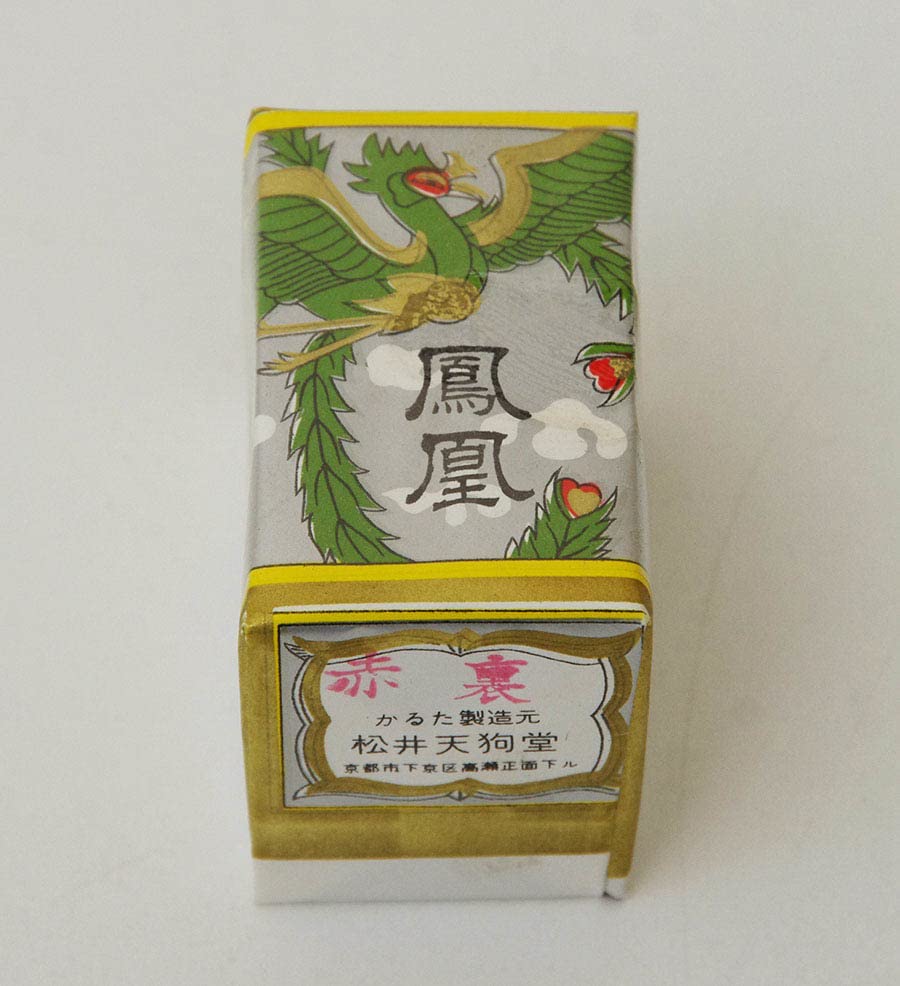 鳳
凰
赤裏
かるた製造元
松井天狗堂
京都市下京区高瀬正面下ル